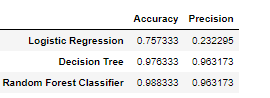 Accuracy Precision
Logistic Regression 0.757333 0.232295
Decision Tree 0.976333 0.963173
Random Forest Classifier 0.988333 0.963173